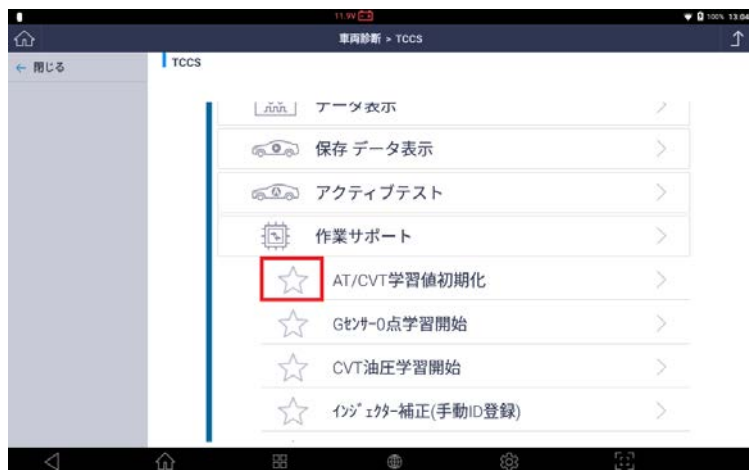 11.9V
100% 13:04
車両診断 > TCCS
← 閉じる
TCCS
データ表示
保存 データ表示
アクティブテスト
作業サポート
AT/CVT学習値初期化
Gｾﾝｻｰ0点学習開始
CVT油圧学習開始
ｲﾝｼﾞｪｸﾀｰ補正(手動ID登録)